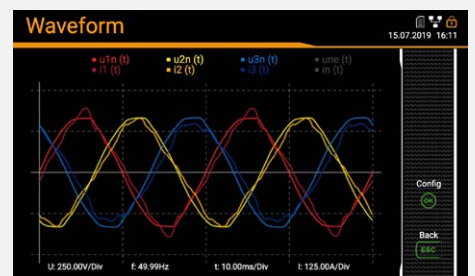 Waveform
15.07.2019 16:11
u1n (t) u2n (t) u3n (t) une (t)
i1 (t) i2 (t) i3 (t) in (t)
Config
OK
Back
ESC
U: 250.00V/Div f: 49.99Hz t: 10.00ms/Div I: 125.00A/Div